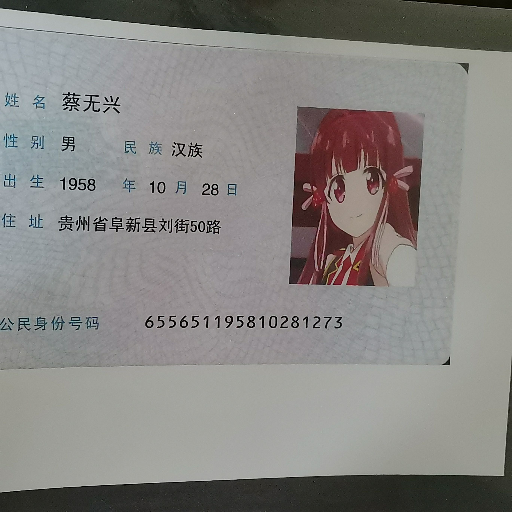 姓名 蔡无兴
性别 男 民族 汉族
出生 1958 年 10 月 28 日
住址 贵州省阜新县刘街50路
公民身份号码 655651195810281273